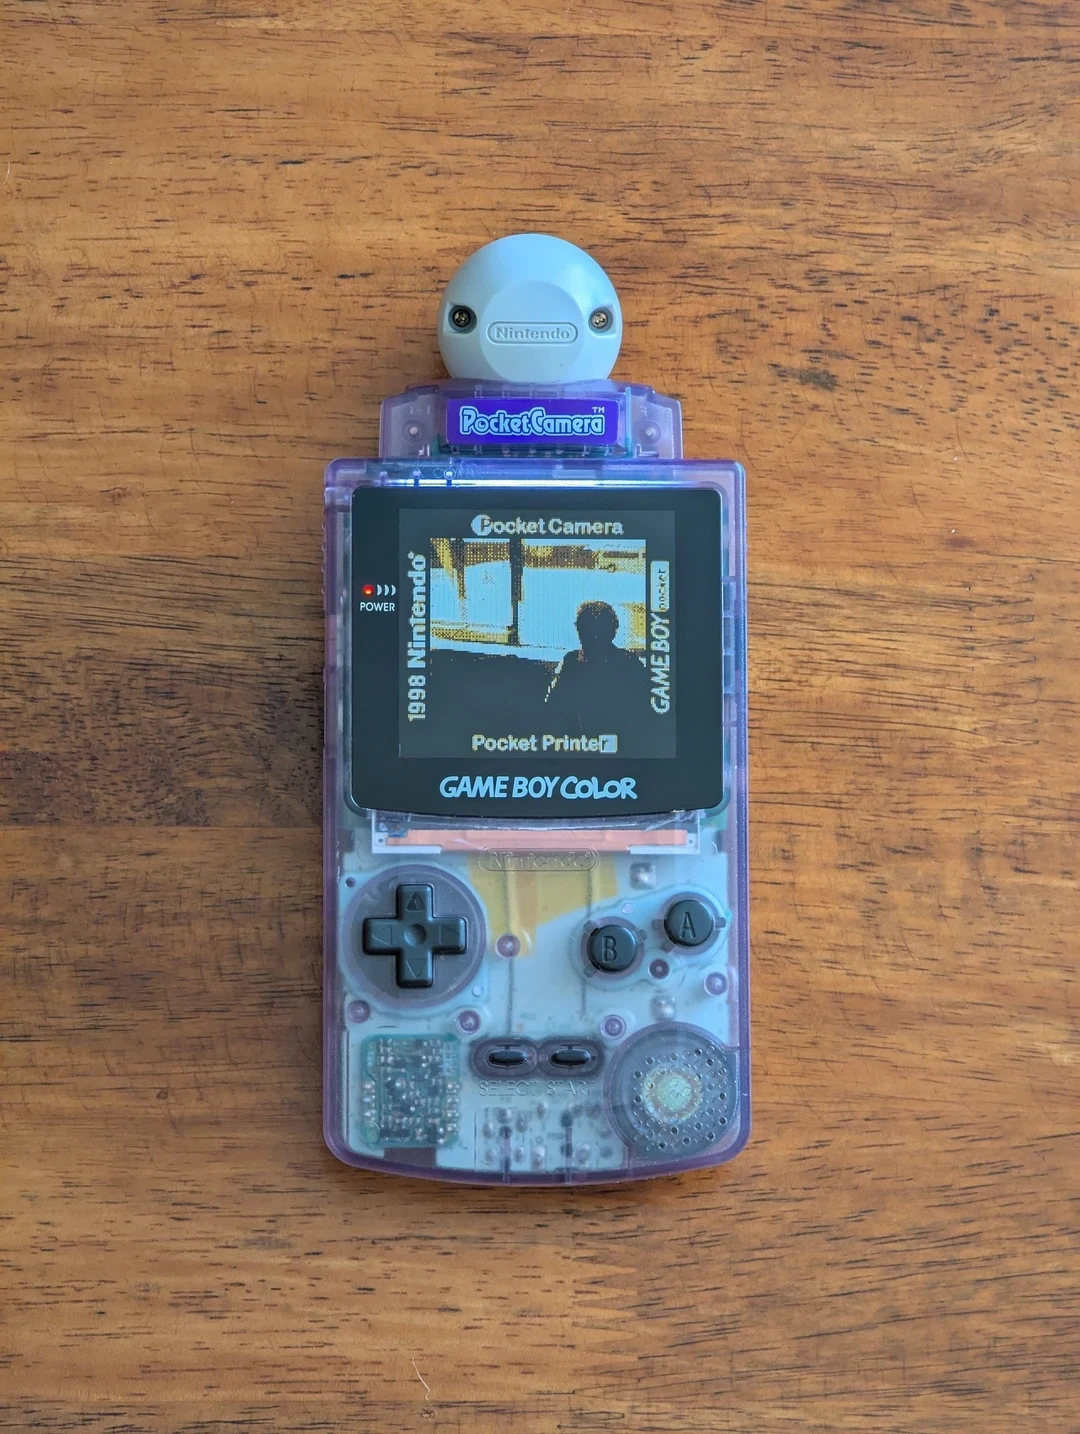 Nintendo
PocketCamera™
Pocket Camera
1998 Nintendo
GAME BOY pocket
POWER
Pocket Printer
GAME BOY COLOR
Nintendo
B
A
SELECT START